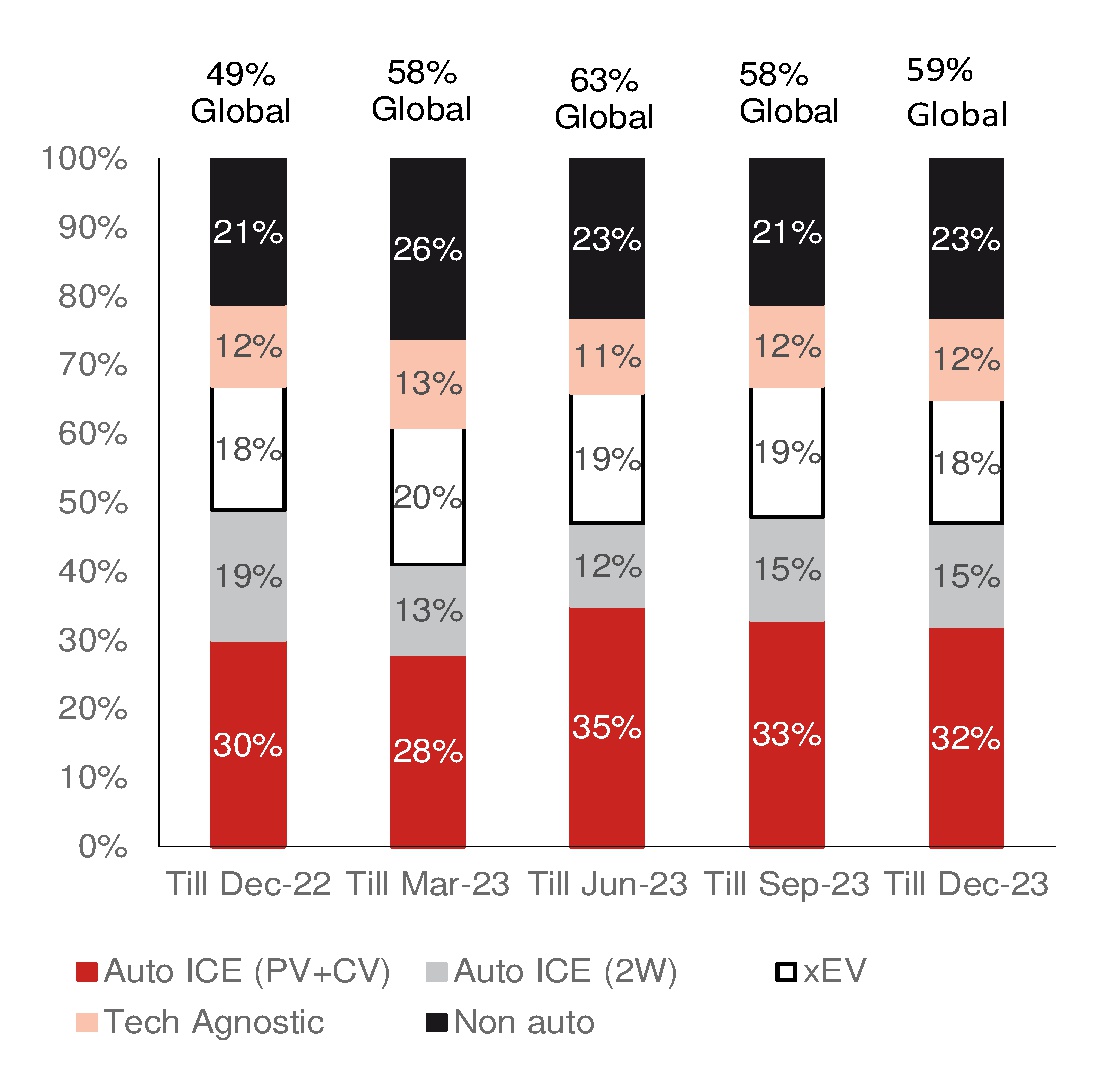 49% 58% 63% 58% 59%
Global Global Global Global Global
100%
90%
80%
70%
60%
50%
40%
30%
20%
10%
0%
21% 26% 23% 21% 23%
12% 13% 11% 12% 12%
18% 20% 19% 19% 18%
19% 13% 12% 15% 15%
30% 28% 35% 33% 32%
Till Dec-22 Till Mar-23 Till Jun-23 Till Sep-23 Till Dec-23
Auto ICE (PV+CV) Auto ICE (2W) xEV
Tech Agnostic Non auto